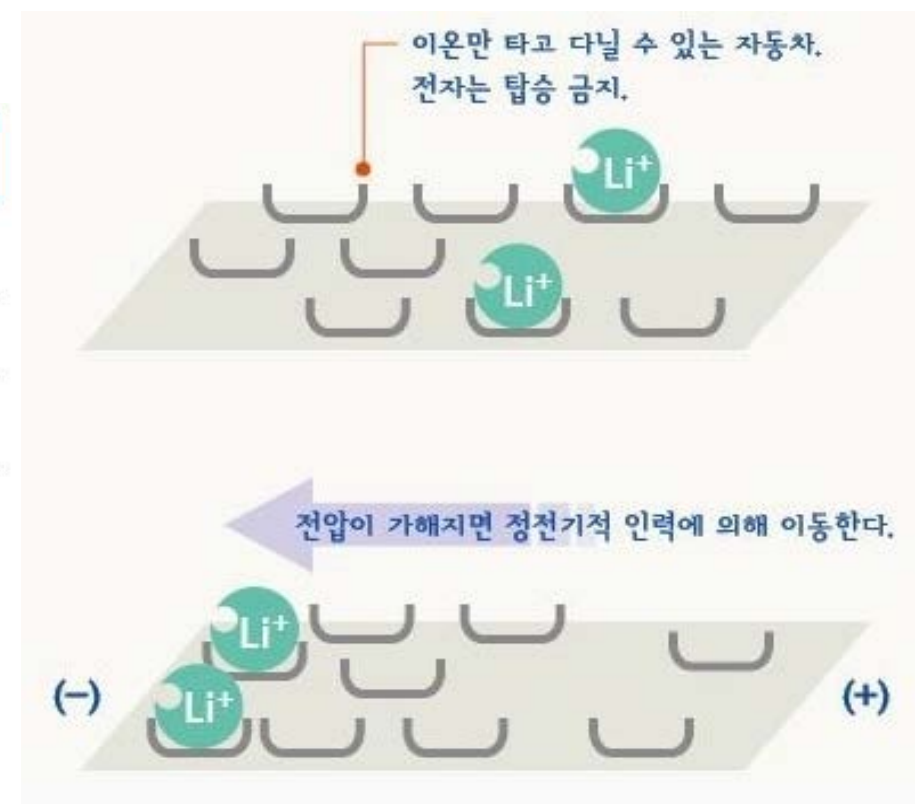 이온만 타고 다닐 수 있는 자동차.
전자는 탑승 금지.
Li⁺
Li⁺
전압이 가해지면 정전기적 인력에 의해 이동한다.
Li⁺
(−)
Li⁺
(+)